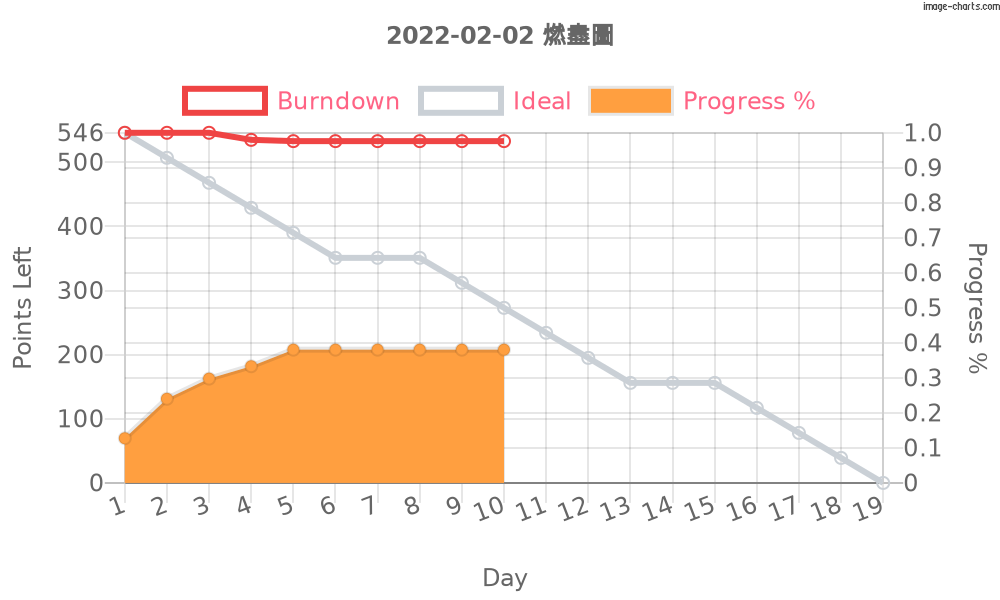 image-charts.com
2022-02-02 燃盡圖
Burndown Ideal Progress %
546
500
400
300
200
100
0
Points Left
1.0
0.9
0.8
0.7
0.6
0.5
0.4
0.3
0.2
0.1
0
Progress %
1 2 3 4 5 6 7 8 9 10 11 12 13 14 15 16 17 18 19
Day